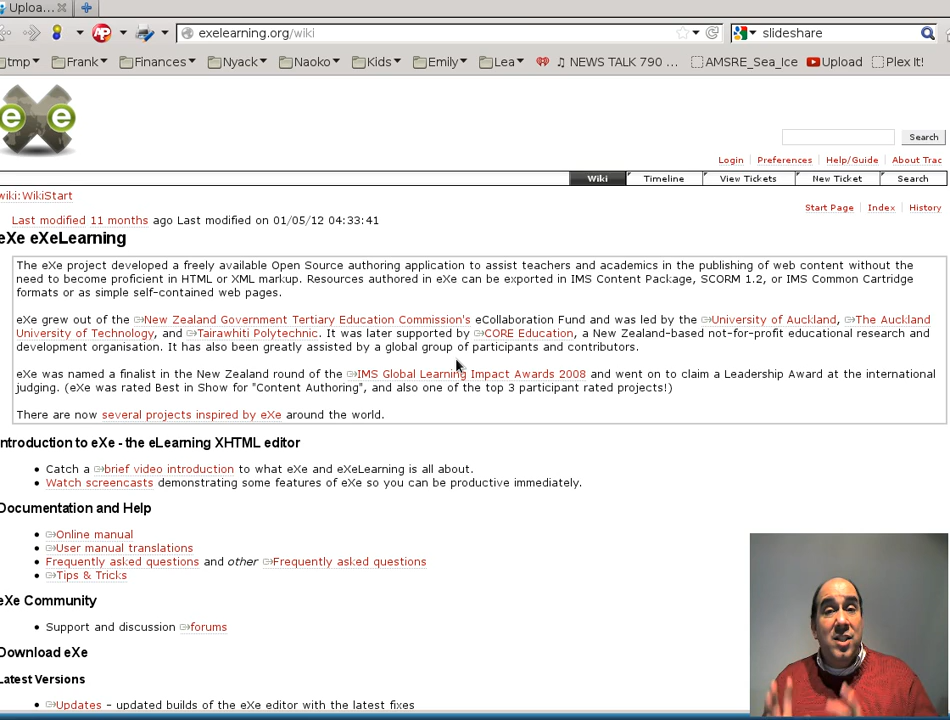 Uploa...
exelearning.org/wiki
slideshare
tmp Frank Finances Nyack Naoko Kids Emily Lea NEWS TALK 790 ... AMSRE_Sea_Ice Upload Plex It!
e e
Search
Login Preferences Help/Guide About Trac
Wiki Timeline View Tickets New Ticket Search
wiki: WikiStart
Start Page Index History
Last modified 11 months ago Last modified on 01/05/12 04:33:41
eXe eXeLearning
The eXe project developed a freely available Open Source authoring application to assist teachers and academics in the publishing of web content without the
need to become proficient in HTML or XML markup. Resources authored in eXe can be exported in IMS Content Package, SCORM 1.2, or IMS Common Cartridge
formats or as simple self-contained web pages.
eXe grew out of the New Zealand Government Tertiary Education Commission's eCollaboration Fund and was led by the University of Auckland, The Auckland
University of Technology, and Tairawhiti Polytechnic. It was later supported by CORE Education, a New Zealand-based not-for-profit educational research and
development organisation. It has also been greatly assisted by a global group of participants and contributors.
eXe was named a finalist in the New Zealand round of the IMS Global Learning Impact Awards 2008 and went on to claim a Leadership Award at the international
judging. (eXe was rated Best in Show for "Content Authoring", and also one of the top 3 participant rated projects!)
There are now several projects inspired by eXe around the world.
ntroduction to eXe - the eLearning XHTML editor
Catch a brief video introduction to what eXe and eXeLearning is all about.
Watch screencasts demonstrating some features of eXe so you can be productive immediately.
Documentation and Help
Online manual
User manual translations
Frequently asked questions and other Frequently asked questions
Tips & Tricks
eXe Community
Support and discussion forums
Download eXe
Latest Versions
Updates – updated builds of the eXe editor with the latest fixes